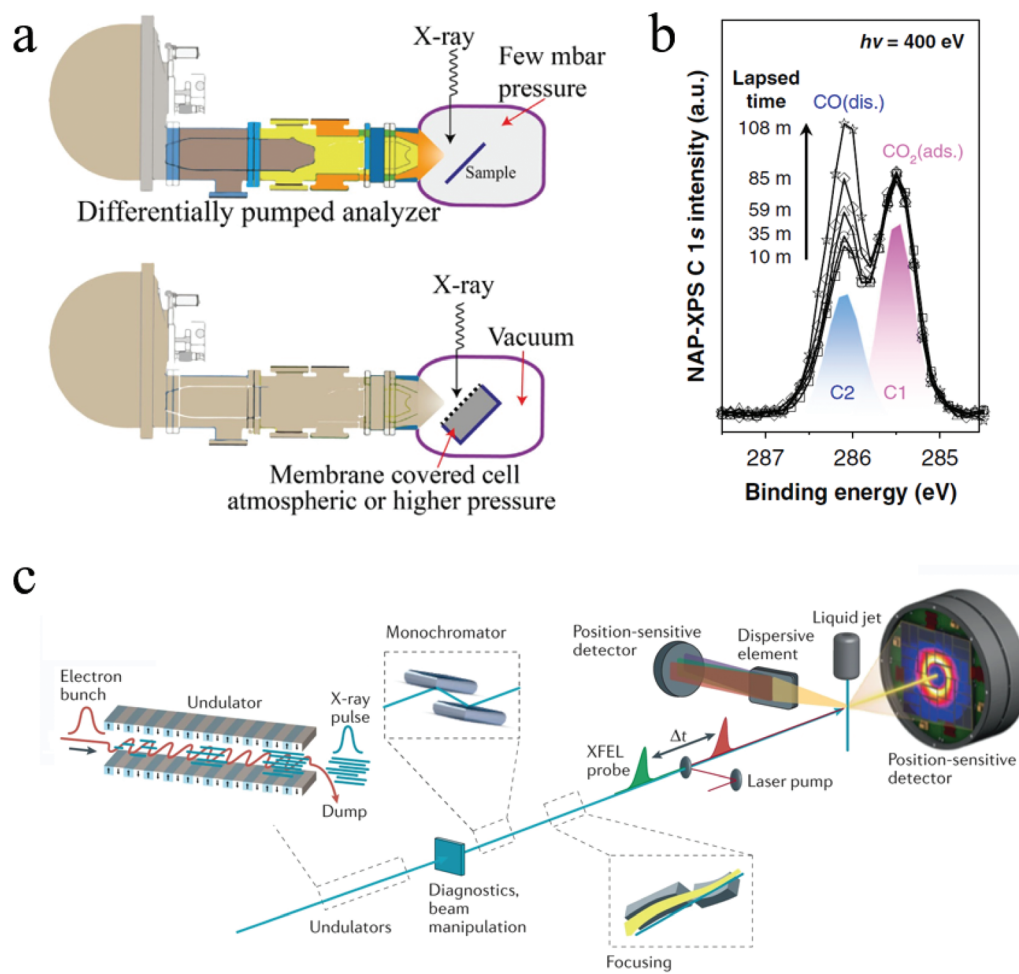 a
X-ray
Few mbar
pressure
Sample
Differentially pumped analyzer
X-ray
Vacuum
Membrane covered cell
atmospheric or higher pressure
b
hν = 400 eV
Lapsed
time
CO(dis.)
108 m
CO₂(ads.)
85 m
59 m
35 m
10 m
C2
C1
NAP-XPS C 1s intensity (a.u.)
287
286
285
Binding energy (eV)
c
Electron
bunch
Undulator
X-ray
pulse
Dump
Monochromator
Position-sensitive
detector
Dispersive
element
Liquid jet
Δt
XFEL
probe
Laser pump
Position-sensitive
detector
Undulators
Diagnostics,
beam
manipulation
Focusing